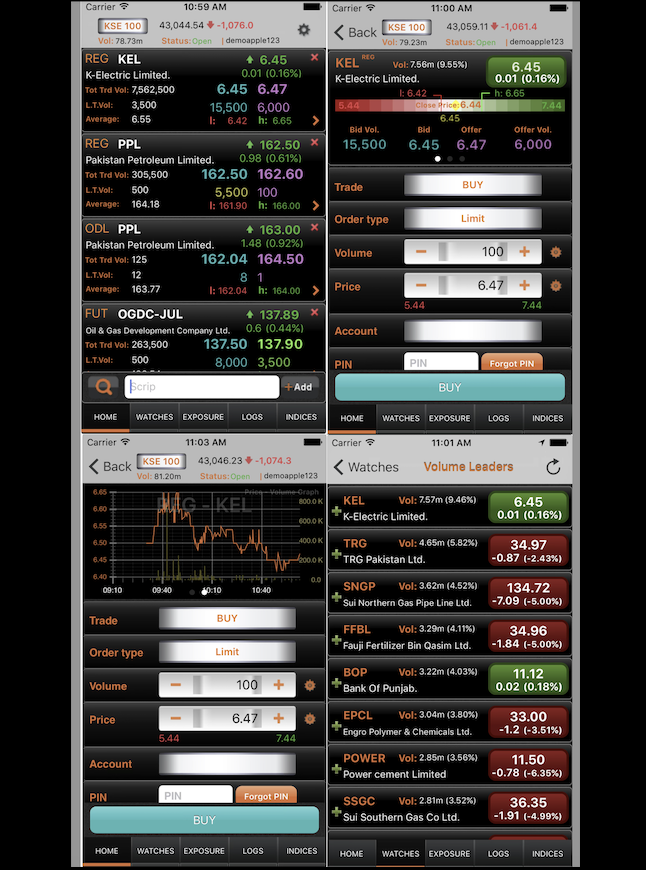 Carrier 10:59 AM
KSE 100 43,044.54 -1,076.0
Vol: 78.73m Status:Open | demoapple123
REG KEL 6.45
K-Electric Limited. 0.01 (0.16%)
Tot Trd Vol: 7,562,500 6.45 6.47
L.T.Vol: 3,500 15,500 6,000
Average: 6.55 l: 6.42 h: 6.65
REG PPL 162.50
Pakistan Petroleum Limited. 0.98 (0.61%)
Tot Trd Vol: 305,500 162.50 162.60
L.T.Vol: 500 5,500 100
Average: 164.18 l: 161.90 h: 166.00
ODL PPL 163.00
Pakistan Petroleum Limited. 1.48 (0.92%)
Tot Trd Vol: 125 162.04 164.50
L.T.Vol: 12 8 1
Average: 163.77 l: 162.04 h: 164.00
FUT OGDC-JUL 137.89
Oil & Gas Development Company Ltd. 0.6 (0.44%)
Tot Trd Vol: 263,500 137.50 137.90
L.T.Vol: 500 8,000 3,500
Scrip +Add
HOME WATCHES EXPOSURE LOGS INDICES
Carrier 11:00 AM
Back KSE 100 43,059.11 -1,061.4
Vol: 79.23m Status:Open | demoapple123
KEL REG Vol: 7.56m (9.55%) 6.45
K-Electric Limited. 0.01 (0.16%)
l: 6.42 h: 6.65
5.44 Close Price: 6.44 7.44
6.45
Bid Vol. Bid Offer Offer Vol.
15,500 6.45 6.47 6,000
Trade BUY
Order type Limit
Volume − 100 +
Price − 6.47 +
5.44 7.44
Account
PIN PIN Forgot PIN
BUY
HOME WATCHES EXPOSURE LOGS INDICES
Carrier 11:03 AM
Back KSE 100 43,046.23 -1,074.3
Vol: 81.20m Status:Open | demoapple123
Price - Volume Graph
REG - KEL
6.65
6.60
6.55
6.50
6.45
6.40
800.0 K
600.0 K
400.0 K
200.0 K
0.0
09:10 09:40 10:10 10:40
Trade BUY
Order type Limit
Volume − 100 +
Price − 6.47 +
5.44 7.44
Account
PIN PIN Forgot PIN
BUY
HOME WATCHES EXPOSURE LOGS INDICES
Carrier 11:01 AM
Watches Volume Leaders
KEL Vol: 7.57m (9.46%) 6.45
K-Electric Limited. 0.01 (0.16%)
TRG Vol: 4.65m (5.82%) 34.97
TRG Pakistan Ltd. -0.87 (-2.43%)
SNGP Vol: 3.62m (4.52%) 134.72
Sui Northern Gas Pipe Line Ltd. -7.09 (-5.00%)
FFBL Vol: 3.29m (4.11%) 34.96
Fauji Fertilizer Bin Qasim Ltd. -1.84 (-5.00%)
BOP Vol: 3.22m (4.03%) 11.12
Bank Of Punjab. 0.02 (0.18%)
EPCL Vol: 3.04m (3.80%) 33.00
Engro Polymer & Chemicals Ltd. -1.2 (-3.51%)
POWER Vol: 2.85m (3.56%) 11.50
Power cement Limited -0.78 (-6.35%)
SSGC Vol: 2.81m (3.52%) 36.35
Sui Southern Gas Co Ltd. -1.91 (-4.99%)
HOME WATCHES EXPOSURE LOGS INDICES